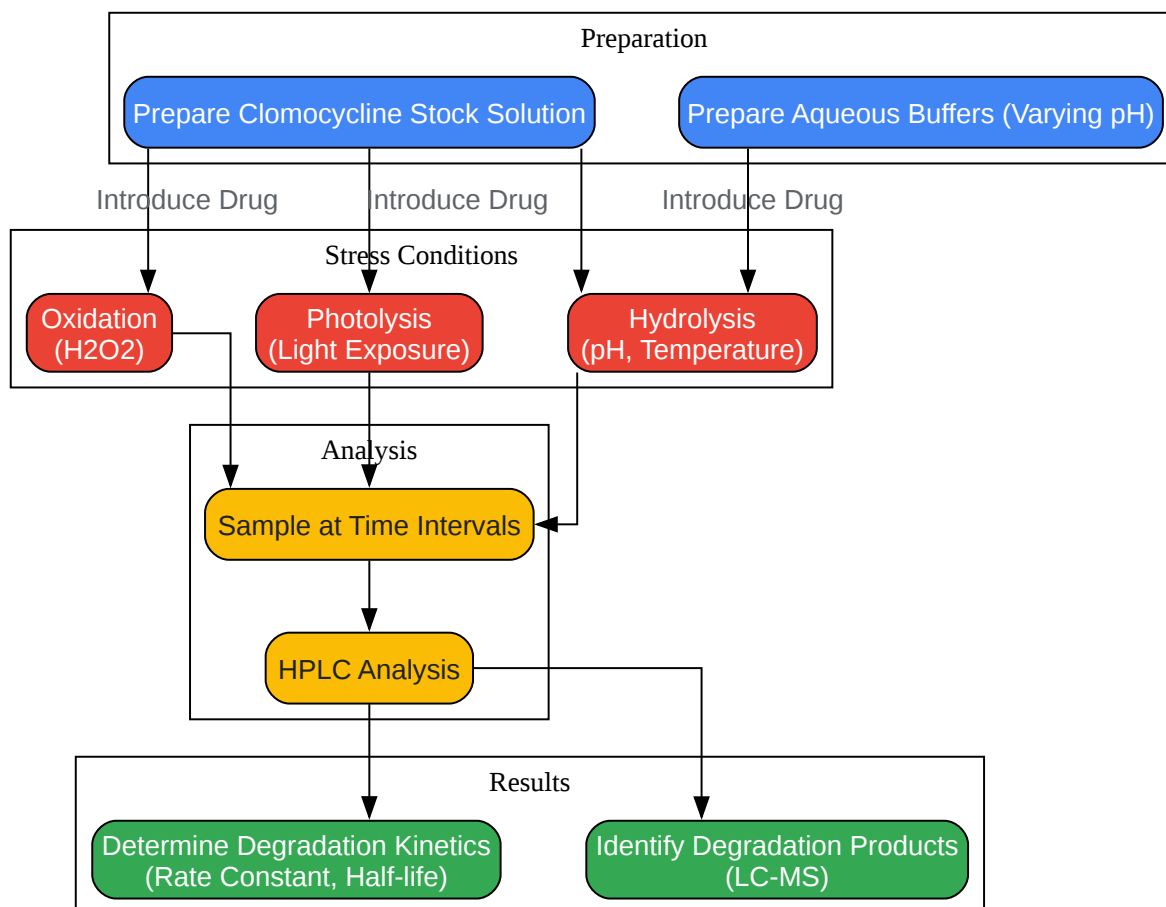 Preparation
Prepare Clomocycline Stock Solution
Prepare Aqueous Buffers (Varying pH)
Introduce Drug
Introduce Drug
Introduce Drug
Stress Conditions
Oxidation
(H2O2)
Photolysis
(Light Exposure)
Hydrolysis
(pH, Temperature)
Analysis
Sample at Time Intervals
HPLC Analysis
Results
Determine Degradation Kinetics
(Rate Constant, Half-life)
Identify Degradation Products
(LC-MS)